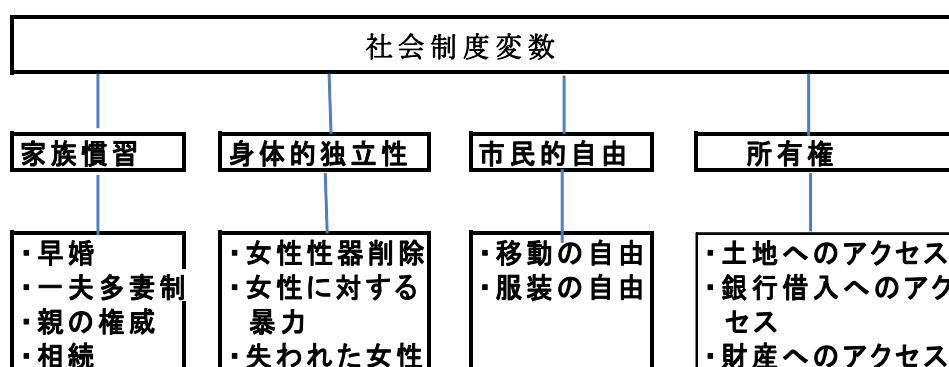 社会制度変数
家族慣習
身体的独立性
市民的自由
所有権
・早婚
・一夫多妻制
・親の権威
・相続
・女性性器削除
・女性に対する
暴力
・失われた女性
・移動の自由
・服装の自由
・土地へのアクセス
・銀行借入へのアク
セス
・財産へのアクセス